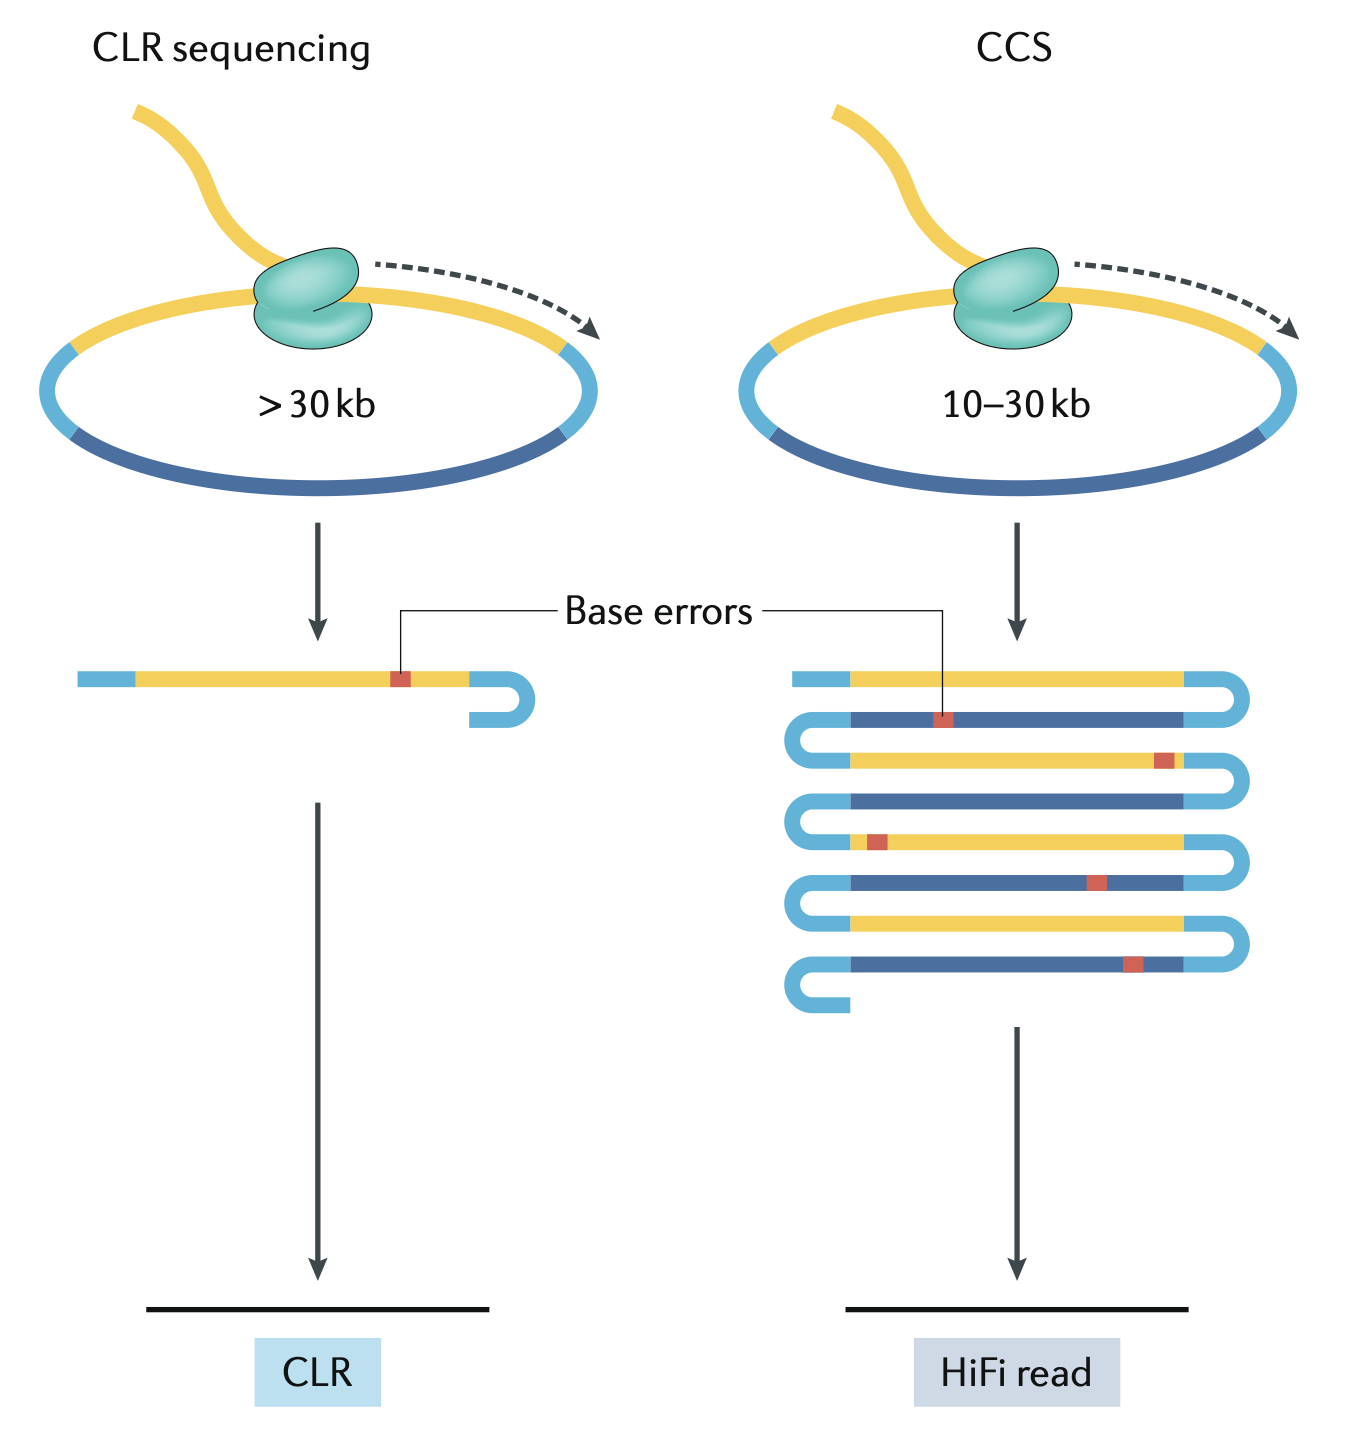 CLR sequencing
CCS
> 30 kb
10–30 kb
Base errors
CLR
HiFi read